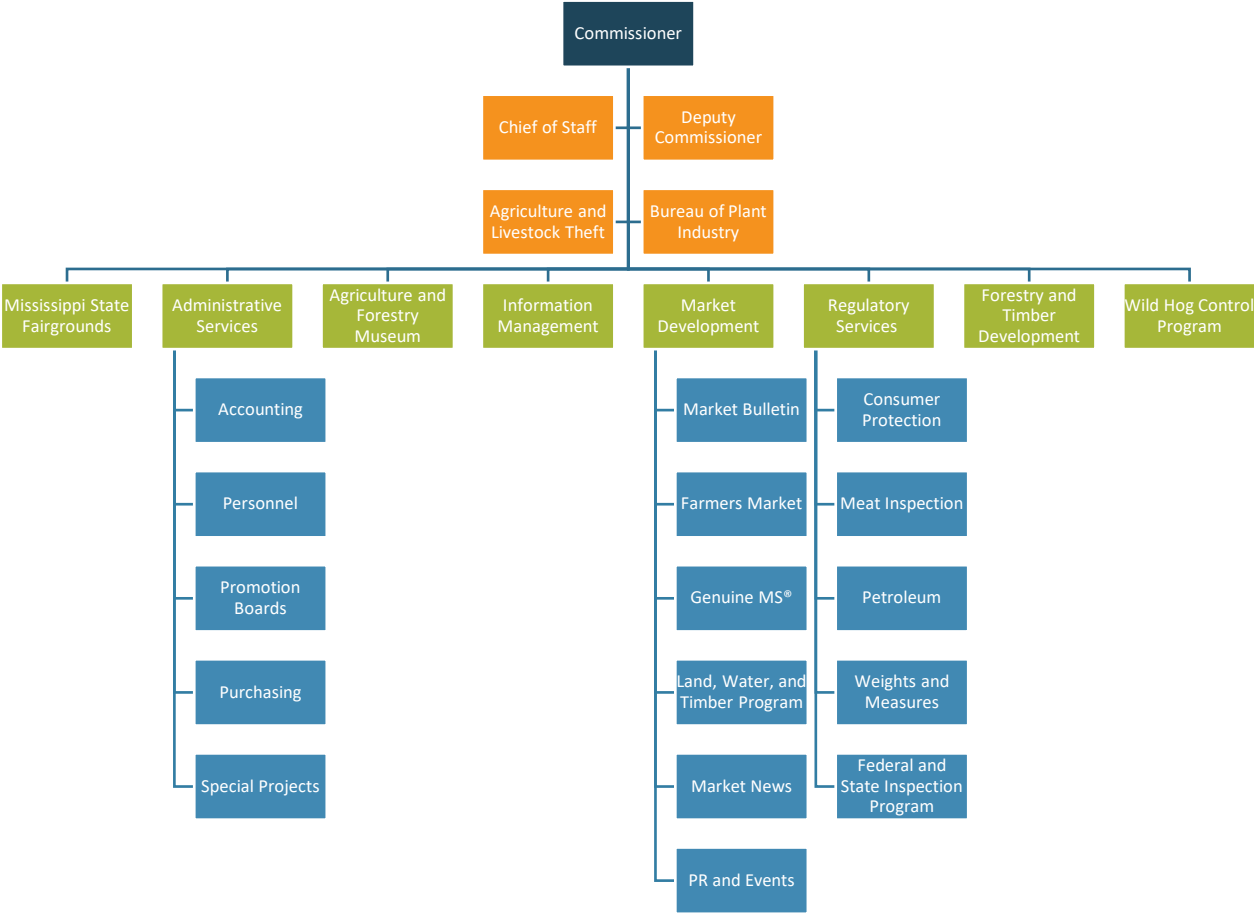 Commissioner
Chief of Staff
Deputy
Commissioner
Agriculture and
Livestock Theft
Bureau of Plant
Industry
Mississippi State
Fairgrounds
Administrative
Services
Agriculture and
Forestry
Museum
Information
Management
Market
Development
Regulatory
Services
Forestry and
Timber
Development
Wild Hog Control
Program
Accounting
Personnel
Promotion
Boards
Purchasing
Special Projects
Market Bulletin
Farmers Market
Genuine MS®
Land, Water, and
Timber Program
Market News
PR and Events
Consumer
Protection
Meat Inspection
Petroleum
Weights and
Measures
Federal and
State Inspection
Program